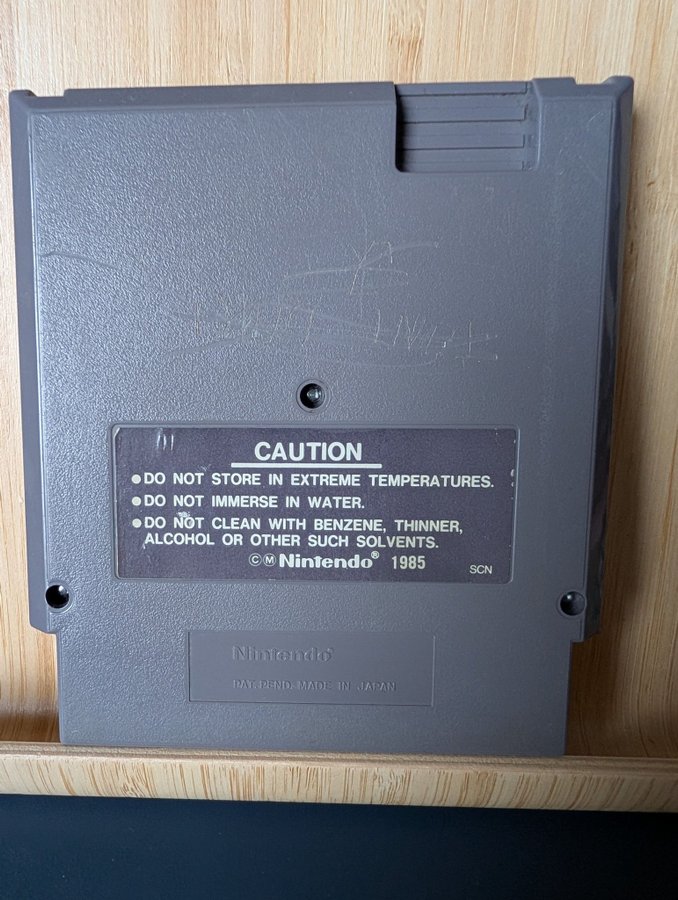 CAUTION
●DO NOT STORE IN EXTREME TEMPERATURES.
●DO NOT IMMERSE IN WATER.
●DO NOT CLEAN WITH BENZENE, THINNER,
ALCOHOL OR OTHER SUCH SOLVENTS.
©Ⓜ Nintendo® 1985
SCN
Nintendo®
PAT. PEND. MADE IN JAPAN